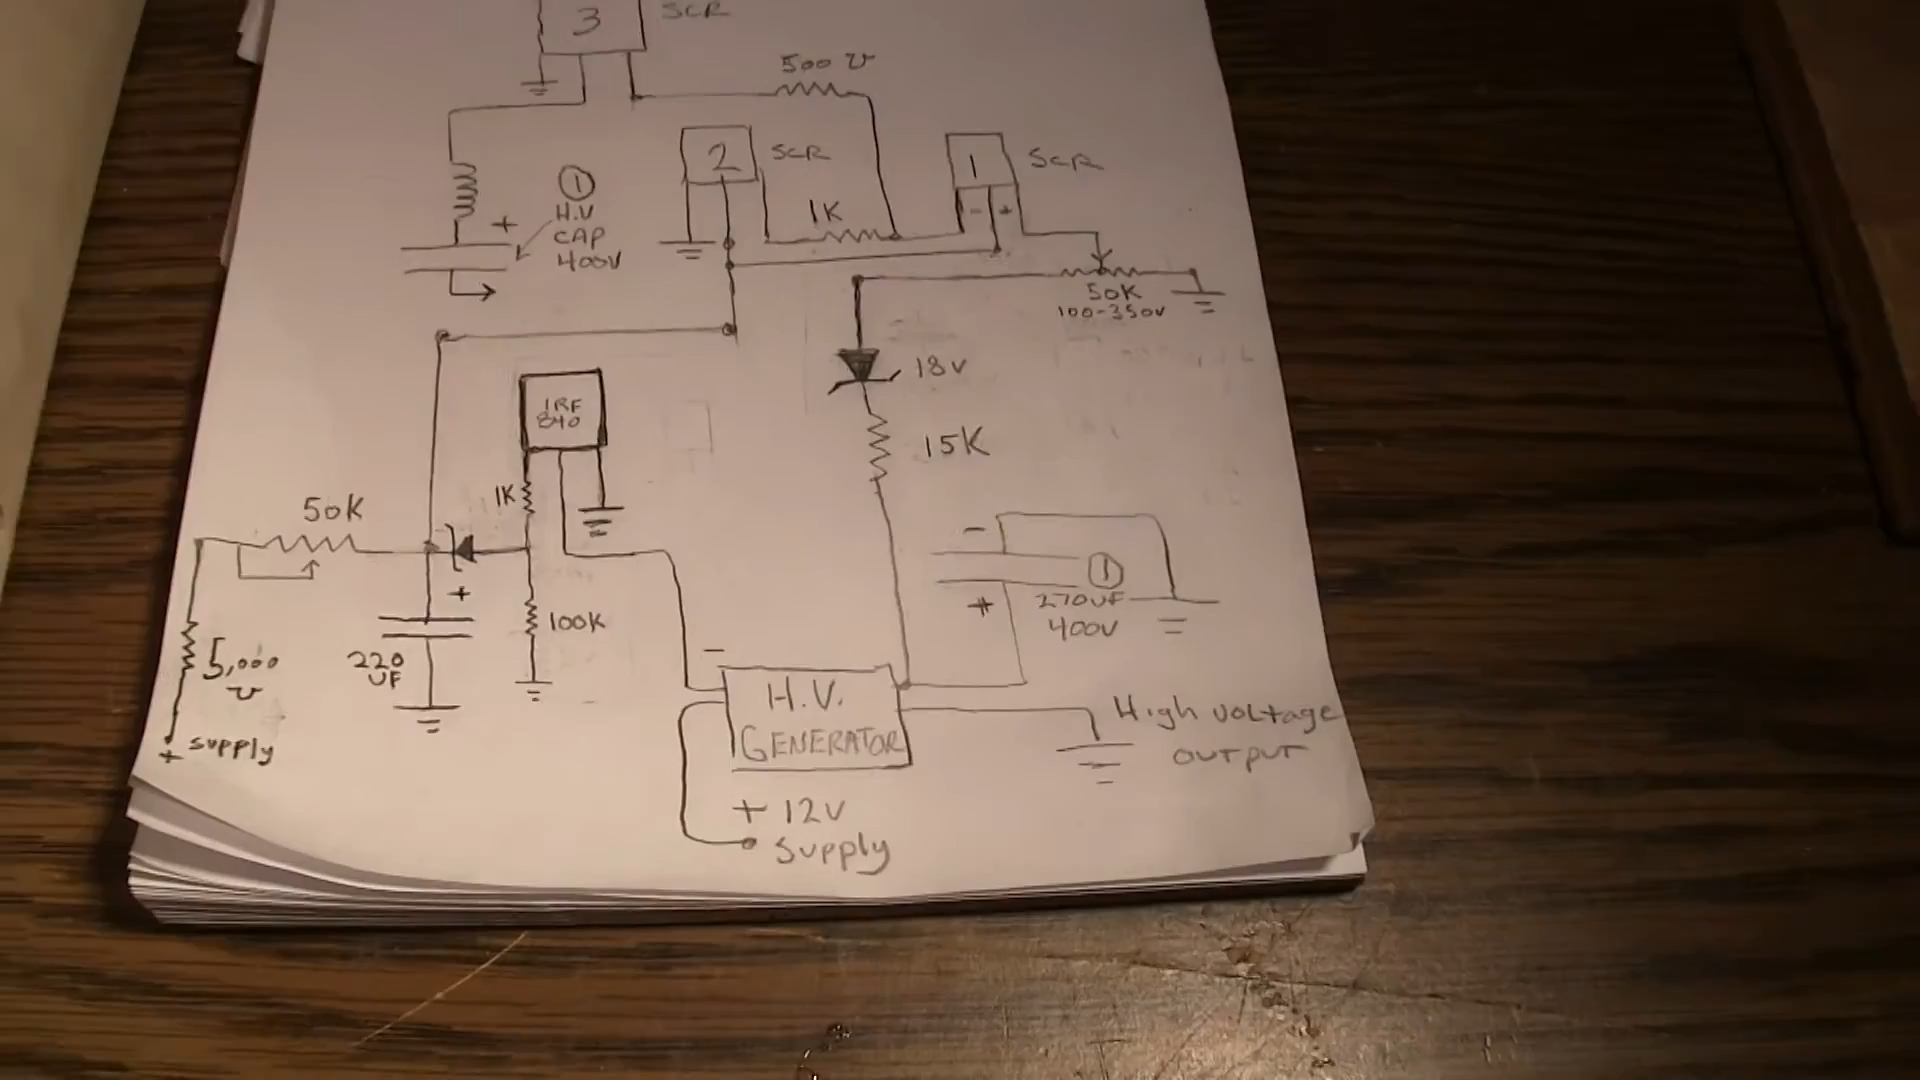 3
SCR
500 Ʊ
2
SCR
1
SCR
1
H.V
CAP
400V
+
1K
- +
50K
100-350V
18V
IRF
840
15K
1K
50K
-
1
+
270UF
400V
+
220
UF
100K
5,000
Ʊ
+ supply
-
H.V.
GENERATOR
High voltage
output
+ 12V
supply